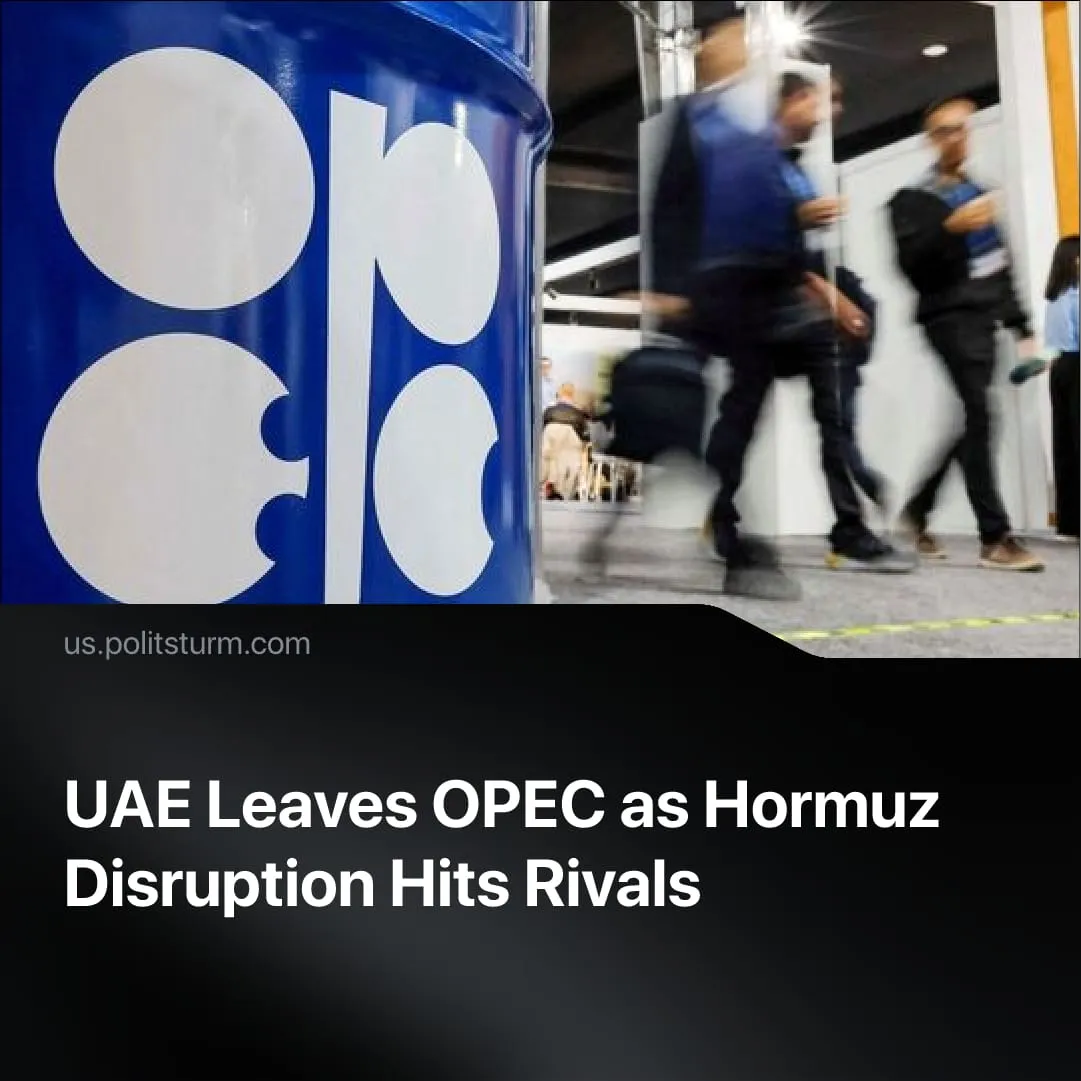 us.politsturm.com
UAE Leaves OPEC as Hormuz
Disruption Hits Rivals